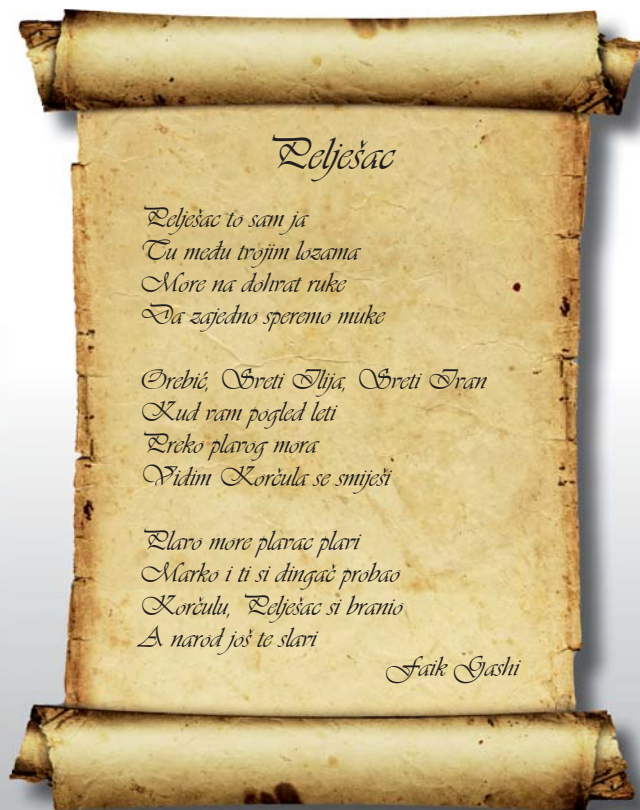 Pelješac
Pelješac to sam ja
Tu među tvojim lozama
More na dohvat ruke
Da zajedno speremo muke
Orebić, Sveti Ilija, Sveti Ivan
Kud vam pogled leti
Preko plavog mora
Vidim Korčula se smiješi
Plavo more plavac plavi
Marko i ti si dingač probao
Korčulu, Pelješac si branio
A narod još te slavi
Faik Gashi